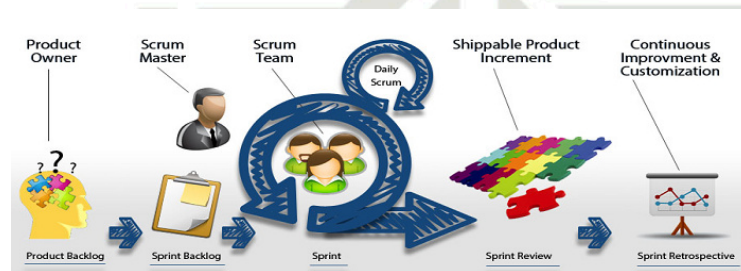 Product
Owner
Scrum
Master
Scrum
Team
Daily
Scrum
Shippable Product
Increment
Continuous
Improvment &
Customization
? ? ?
Product Backlog
Sprint Backlog
Sprint
Sprint Review
Sprint Retrospective